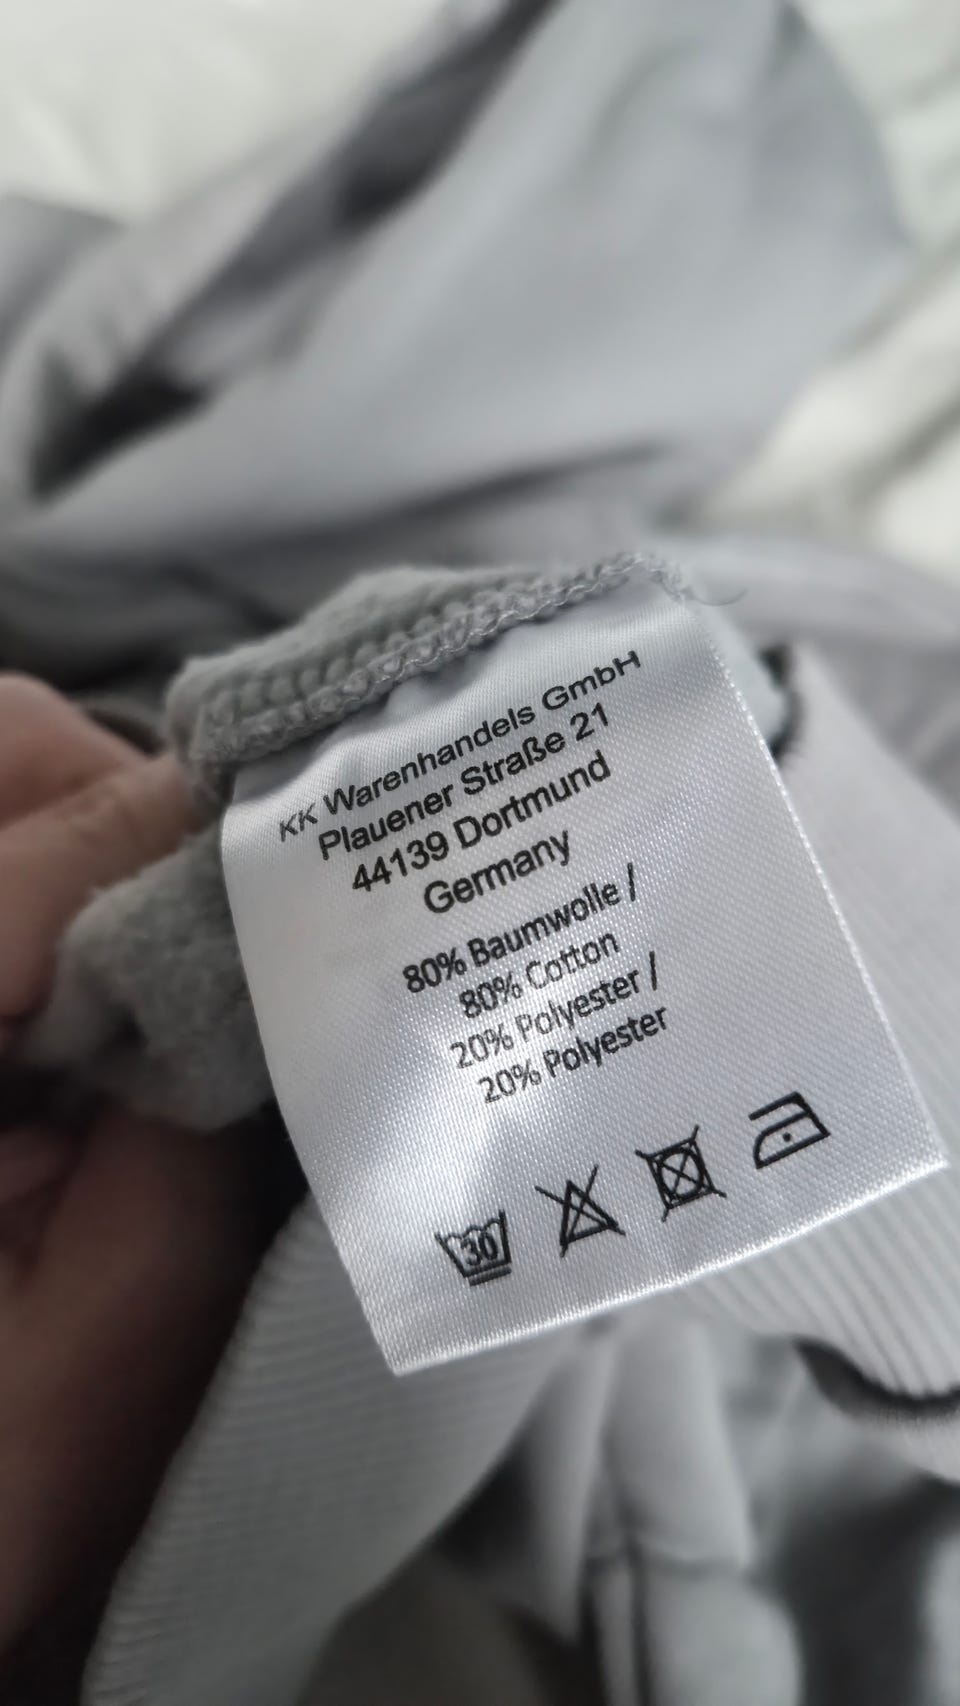 KK Warenhandels GmbH
Plauener Straße 21
44139 Dortmund
Germany
80% Baumwolle /
80% Cotton
20% Polyester /
20% Polyester
30